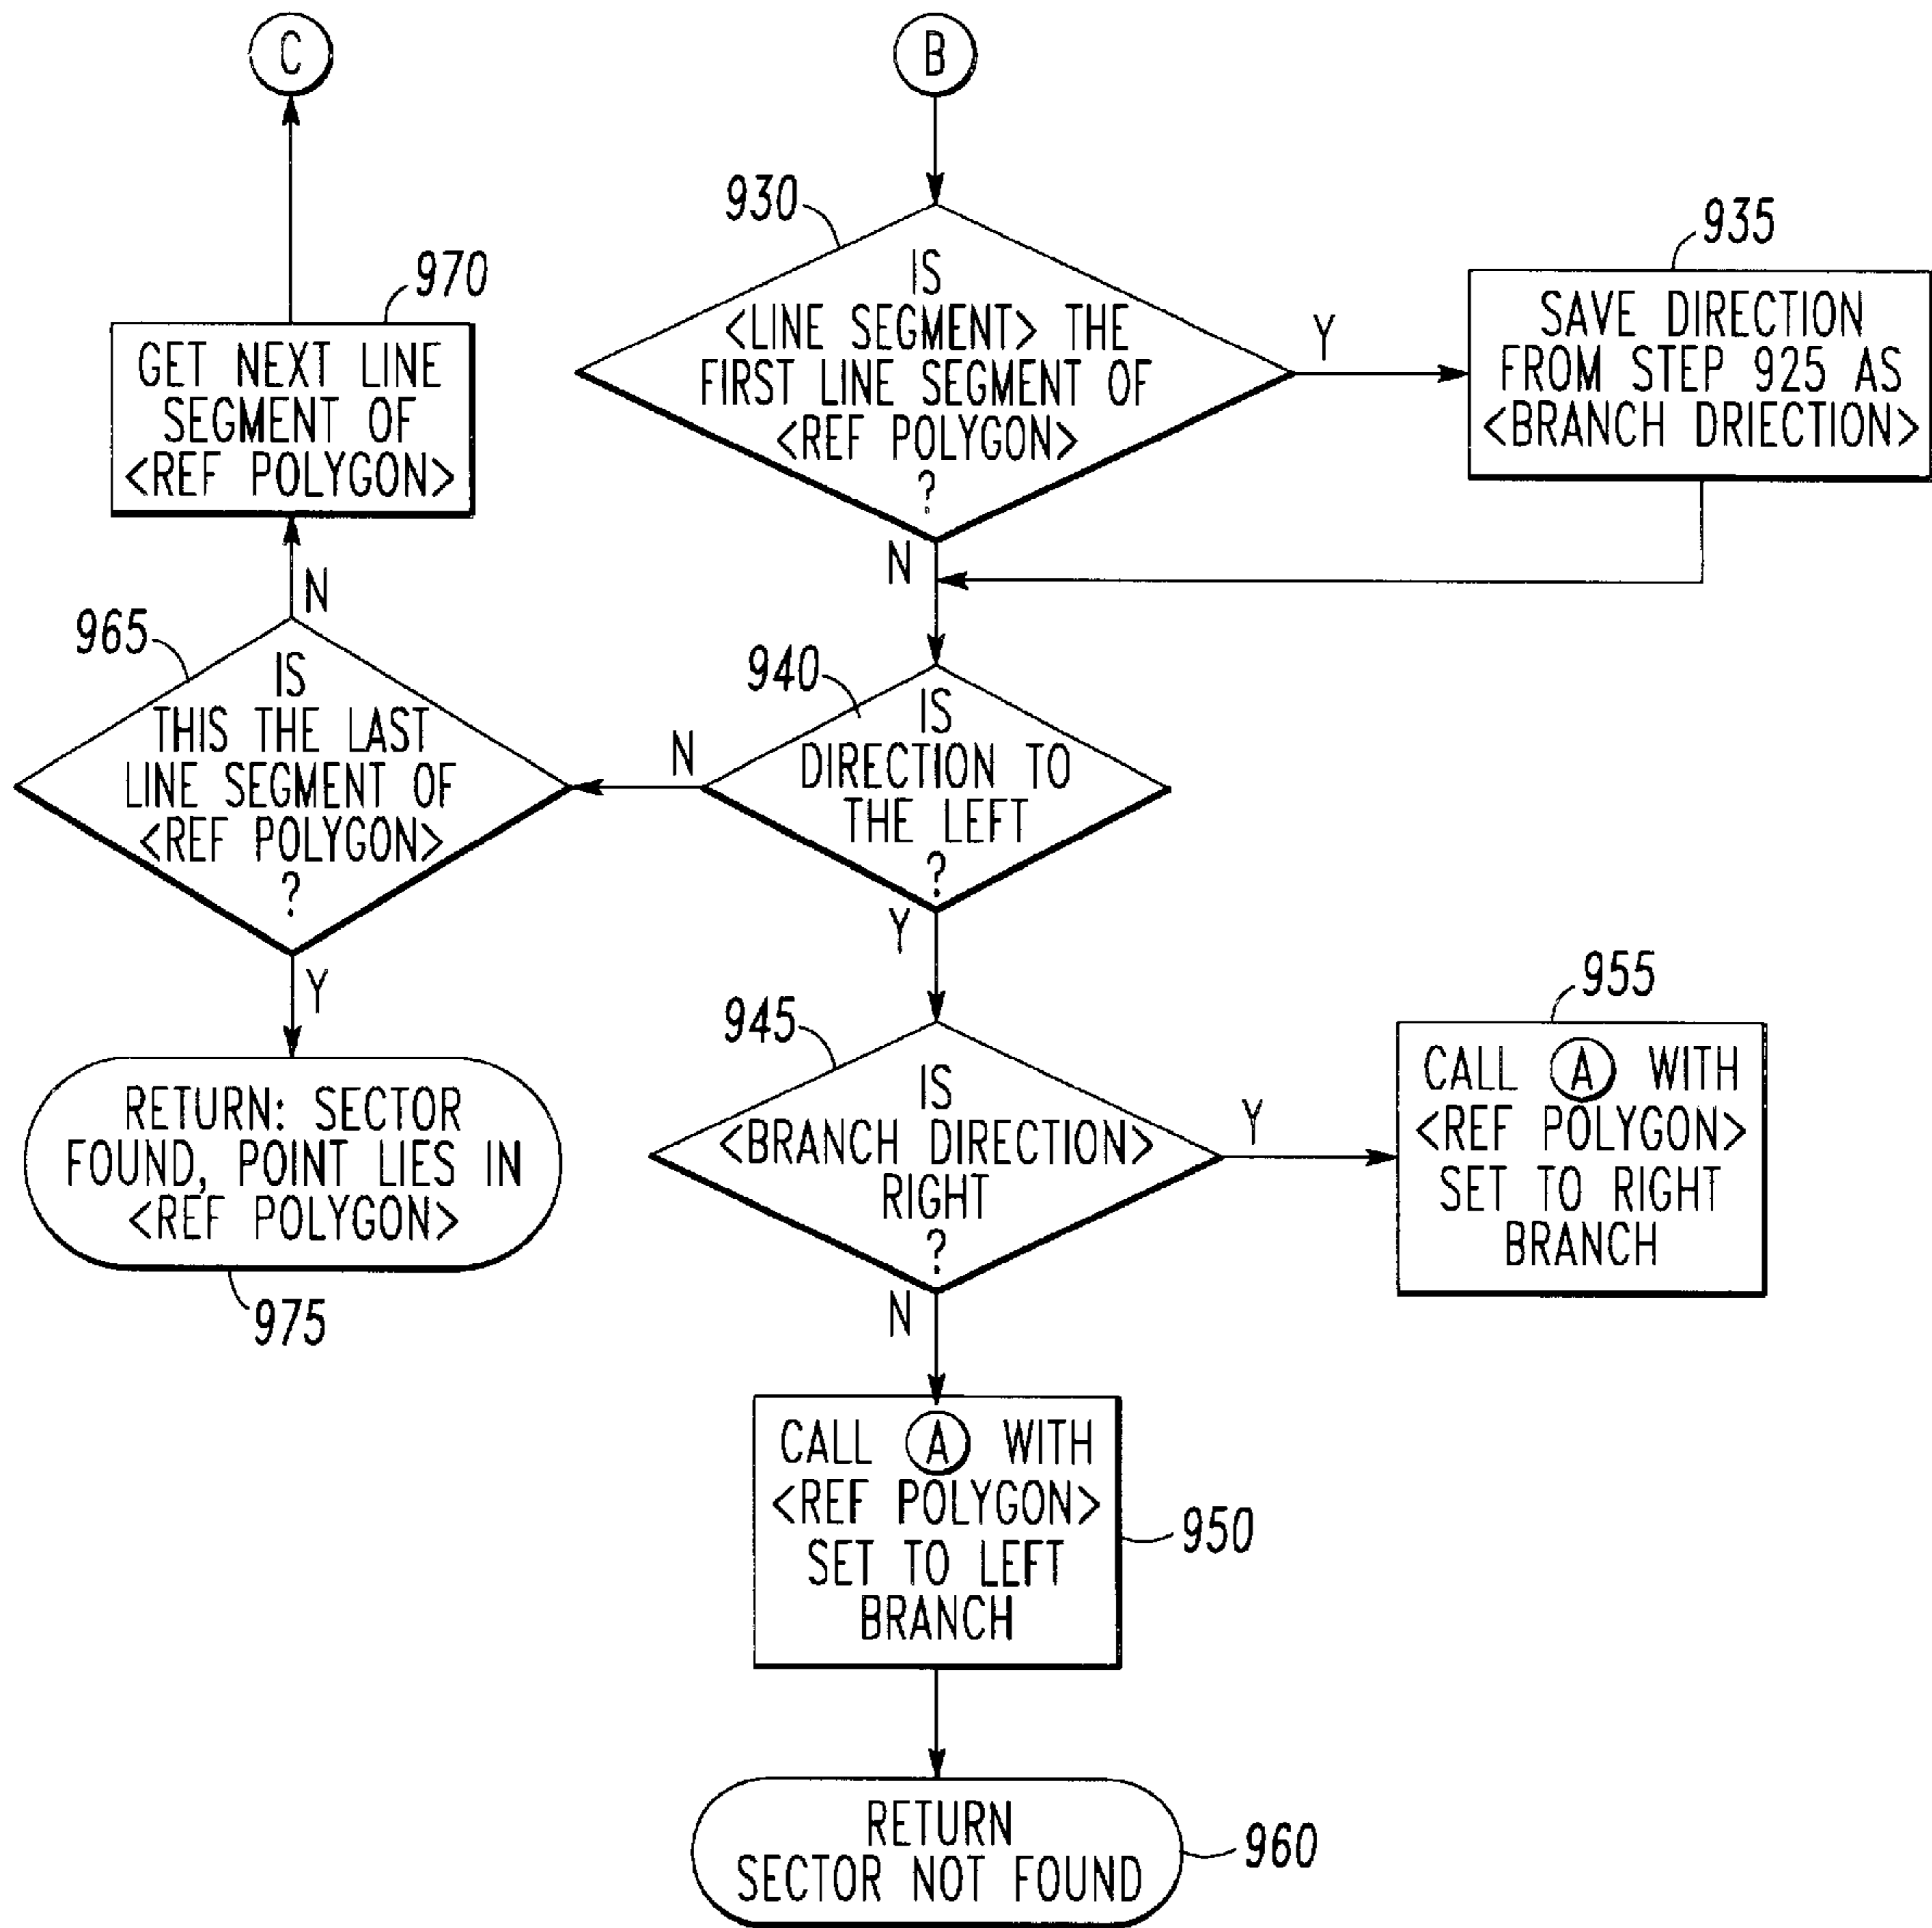 C
B
930
IS
<LINE SEGMENT> THE
FIRST LINE SEGMENT OF
<REF POLYGON>
?
Y
935
SAVE DIRECTION
FROM STEP 925 AS
<BRANCH DRIECTION>
970
GET NEXT LINE
SEGMENT OF
<REF POLYGON>
N
N
965
IS
THIS THE LAST
LINE SEGMENT OF
<REF POLYGON>
?
N
940
IS
DIRECTION TO
THE LEFT
?
Y
Y
RETURN: SECTOR
FOUND, POINT LIES IN
<REF POLYGON>
975
945
IS
<BRANCH DIRECTION>
RIGHT
?
Y
955
CALL A WITH
<REF POLYGON>
SET TO RIGHT
BRANCH
N
CALL A WITH
<REF POLYGON>
SET TO LEFT
BRANCH
950
RETURN
SECTOR NOT FOUND
960